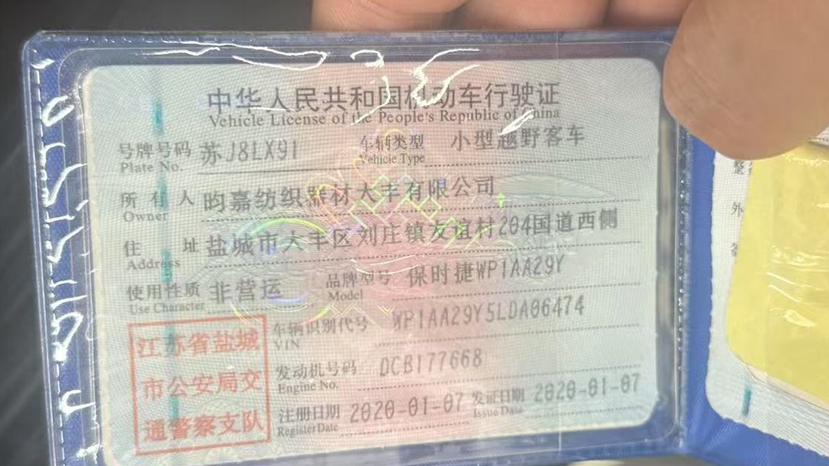 中华人民共和国机动车行驶证
Vehicle License of the People's Republic of China
号牌号码 苏J8LX91 车辆类型 小型越野客车
Plate No. Vehicle Type
所有人 昀嘉纺织器材大丰有限公司
Owner
住址 盐城市大丰区刘庄镇友谊村204国道西侧
Address
使用性质 非营运 品牌型号 保时捷WP1AA29Y
Use Character Model
江苏省盐城
市公安局交
通警察支队
车辆识别代号 WP1AA29Y5LDA06474
VIN
发动机号码 DCB177668
Engine No.
注册日期 2020-01-07 发证日期 2020-01-07
Register Date Issue Date